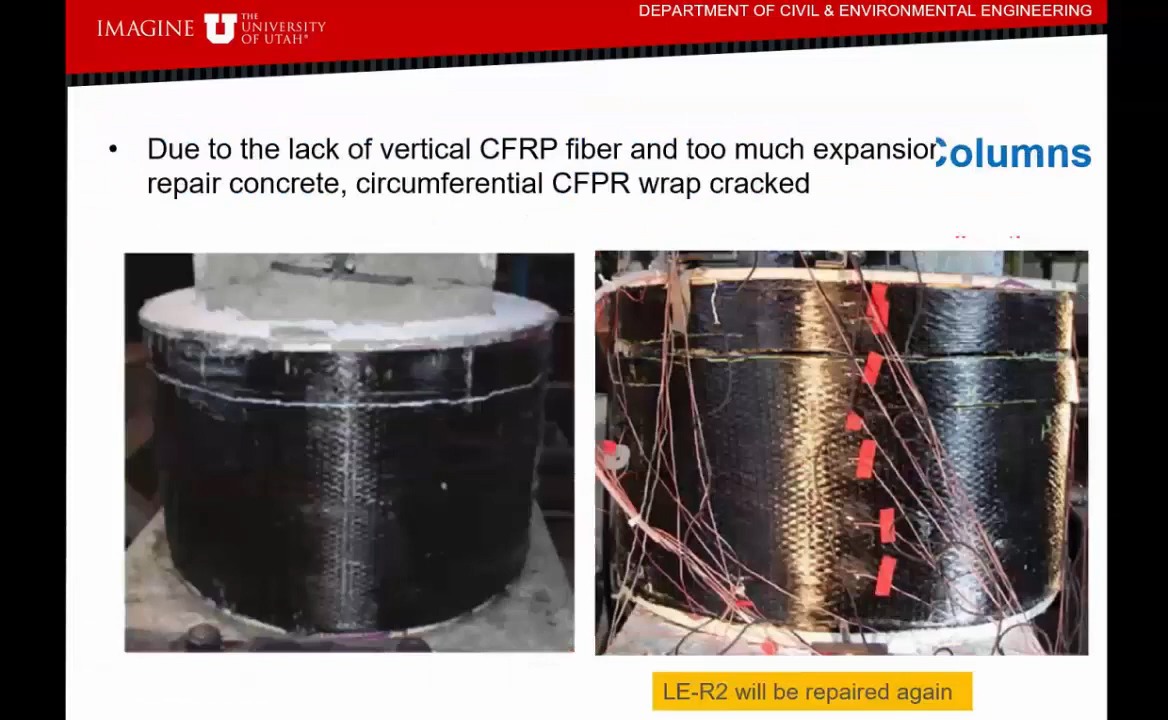 DEPARTMENT OF CIVIL & ENVIRONMENTAL ENGINEERING
IMAGINE U THE UNIVERSITY OF UTAH
Due to the lack of vertical CFRP fiber and too much expansion
Columns
repair concrete, circumferential CFPR wrap cracked
LE-R2 will be repaired again